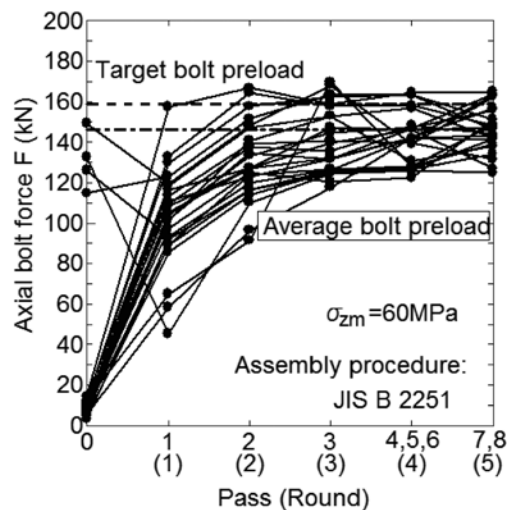 200
180
160
140
120
100
80
60
40
20
0
Axial bolt force F (kN)
Target bolt preload
Average bolt preload
σzm=60MPa
Assembly procedure:
JIS B 2251
0 1 2 3 4,5,6 7,8
(1) (2) (3) (4) (5)
Pass (Round)